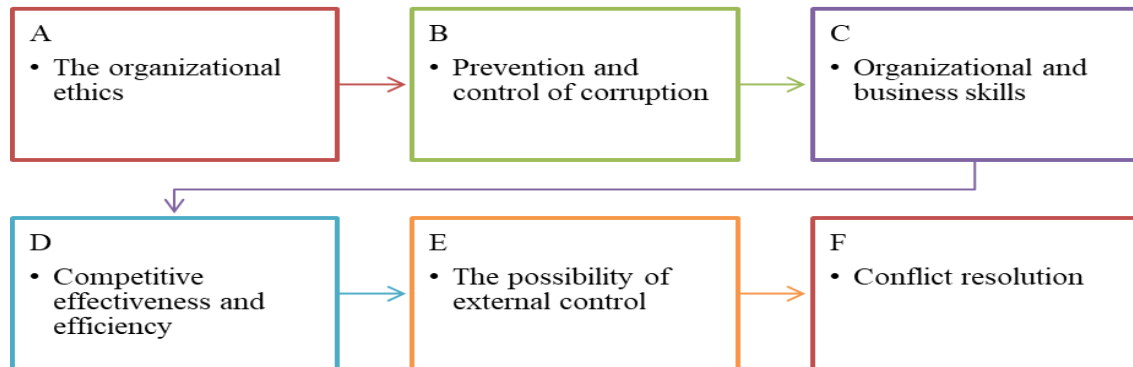 A
• The organizational
ethics
B
• Prevention and
control of corruption
C
• Organizational and
business skills
D
• Competitive
effectiveness and
efficiency
E
• The possibility of
external control
F
• Conflict resolution